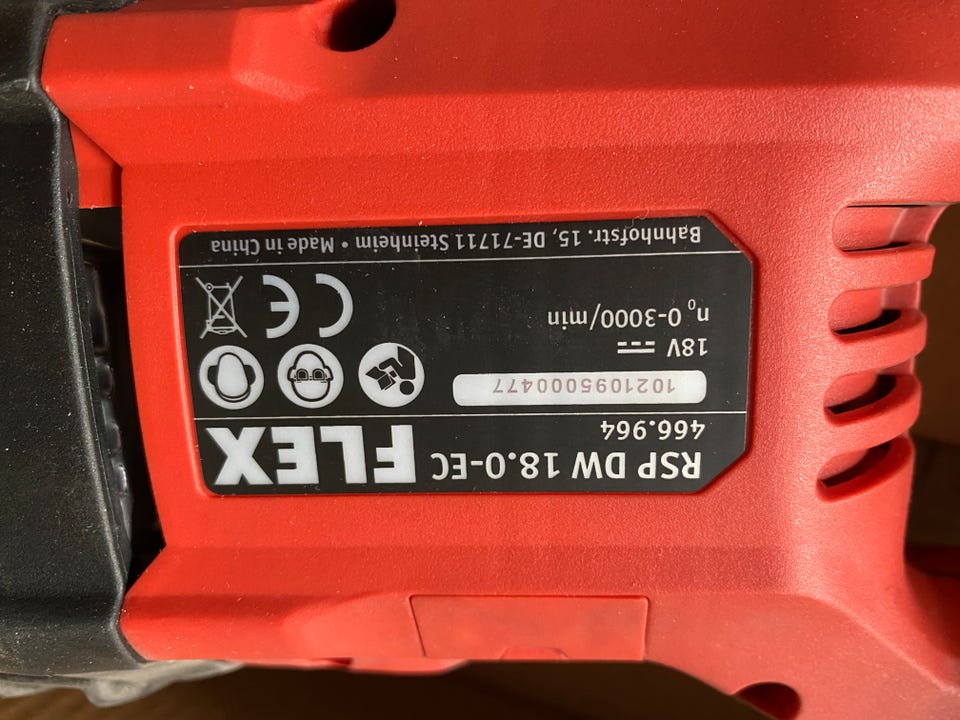 RSP DW 18.0-EC FLEX
466.964
1021095000477
18V ⎓
n₀ 0-3000/min
CE
Bahnhofstr. 15, DE-71711 Steinheim • Made in China